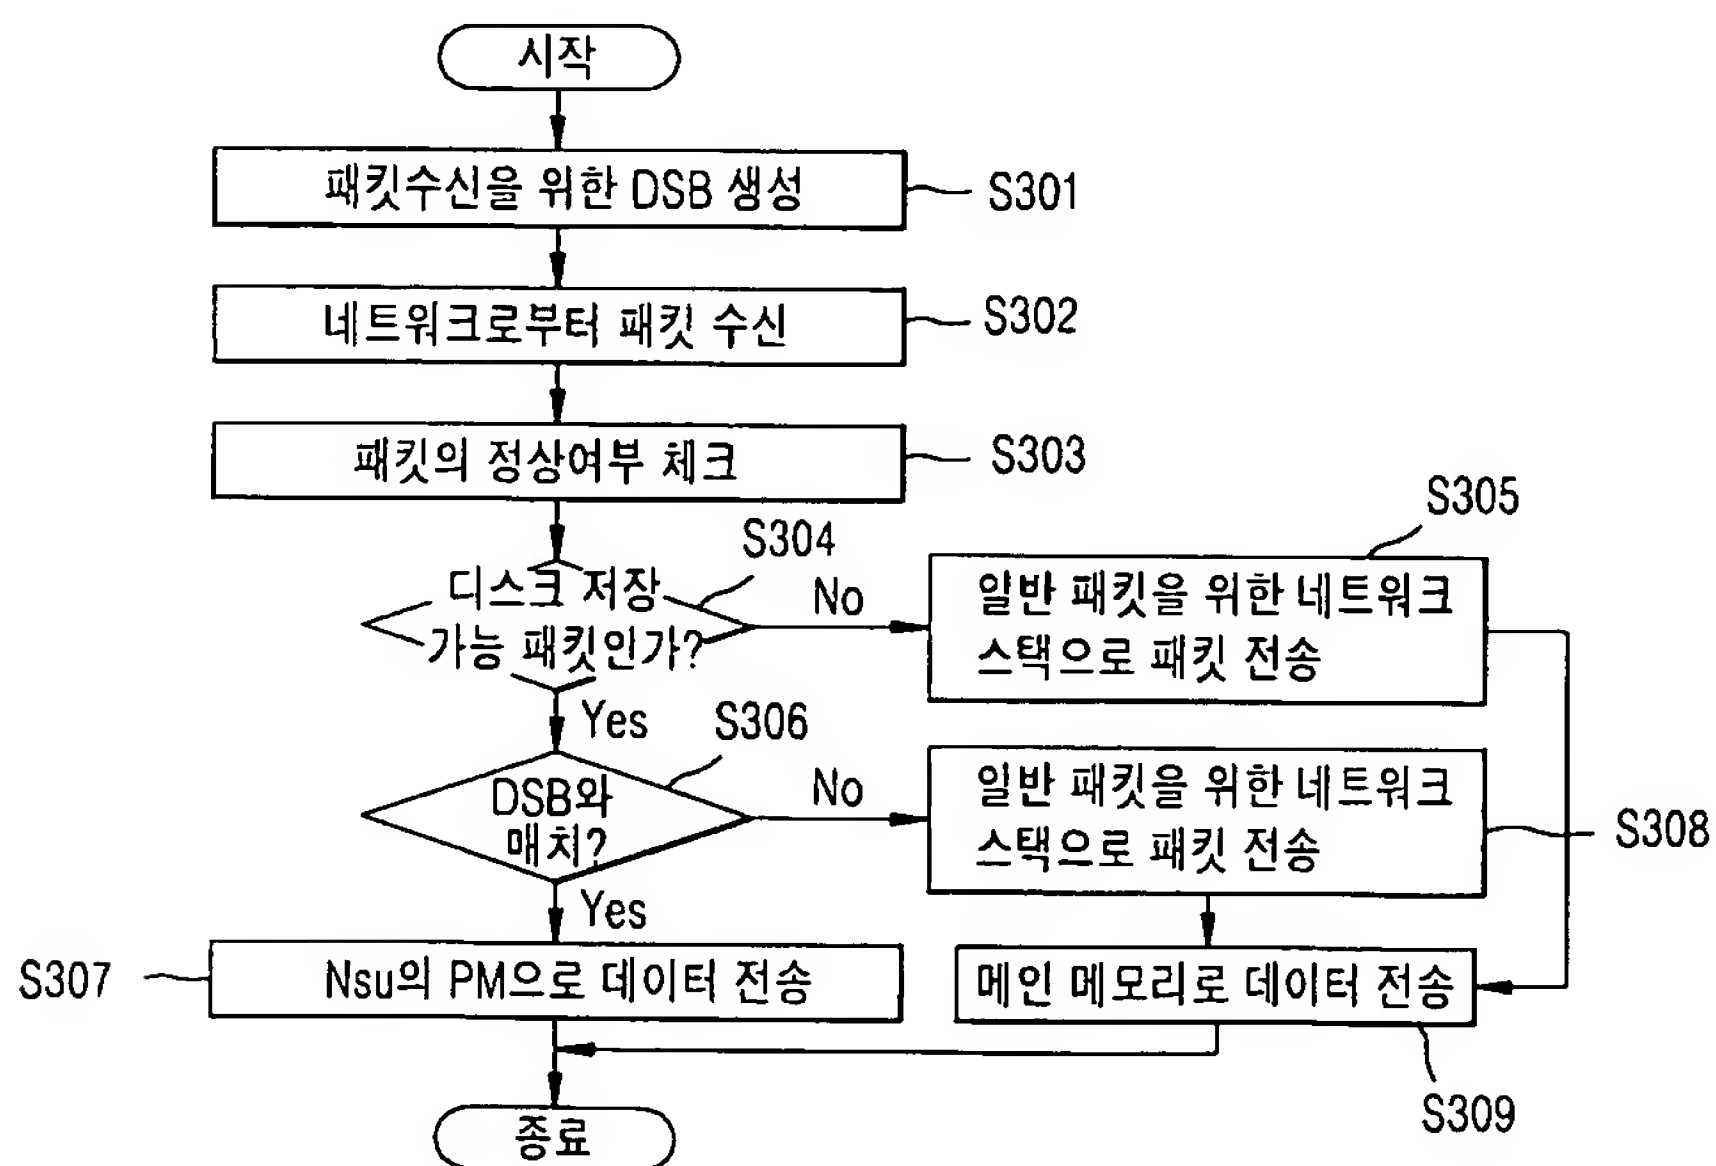 시작
패킷수신을 위한 DSB 생성
S301
네트워크로부터 패킷 수신
S302
패킷의 정상여부 체크
S303
디스크 저장
가능 패킷인가?
S304
No
일반 패킷을 위한 네트워크
스택으로 패킷 전송
S305
Yes
DSB와
매치?
S306
No
일반 패킷을 위한 네트워크
스택으로 패킷 전송
S308
Yes
Nsu의 PM으로 데이터 전송
S307
메인 메모리로 데이터 전송
S309
종료